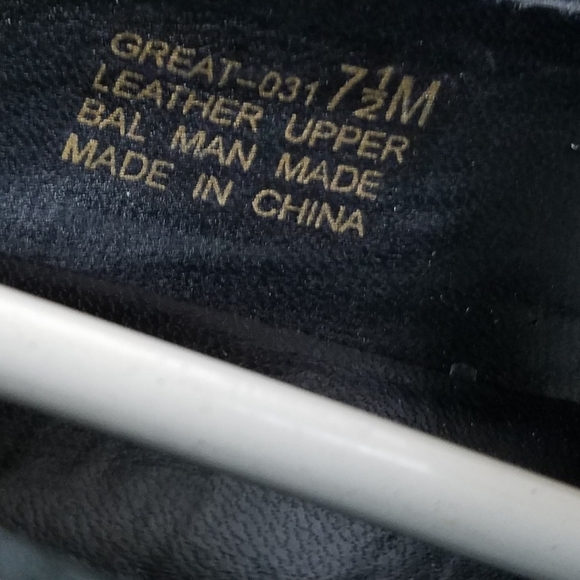 GREAT-031 7½M
LEATHER UPPER
BAL MAN MADE
MADE IN CHINA